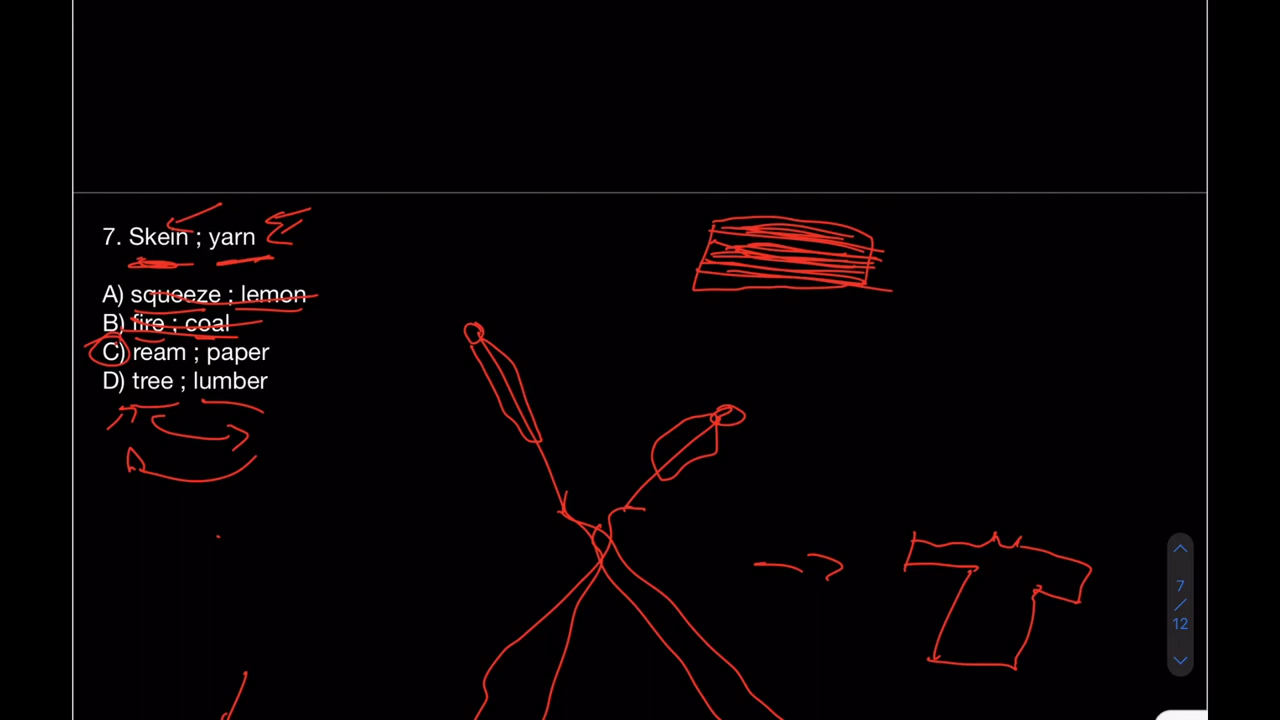 7. Skein ; yarn
A) squeeze ; lemon
B) fire ; coal
C) ream ; paper
D) tree ; lumber
7
/
12